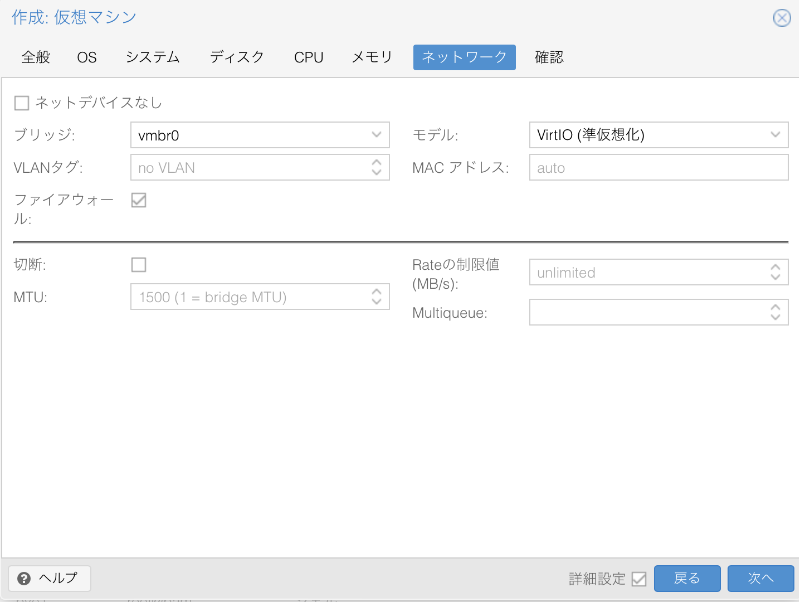 作成: 仮想マシン
全般 OS システム ディスク CPU メモリ ネットワーク 確認
ネットデバイスなし
ブリッジ: vmbr0 モデル: VirtIO (準仮想化)
VLANタグ: no VLAN MAC アドレス: auto
ファイアウォー
ル:
切断: Rateの制限値
(MB/s): unlimited
MTU: 1500 (1 = bridge MTU)
Multiqueue:
ヘルプ 詳細設定 戻る 次へ